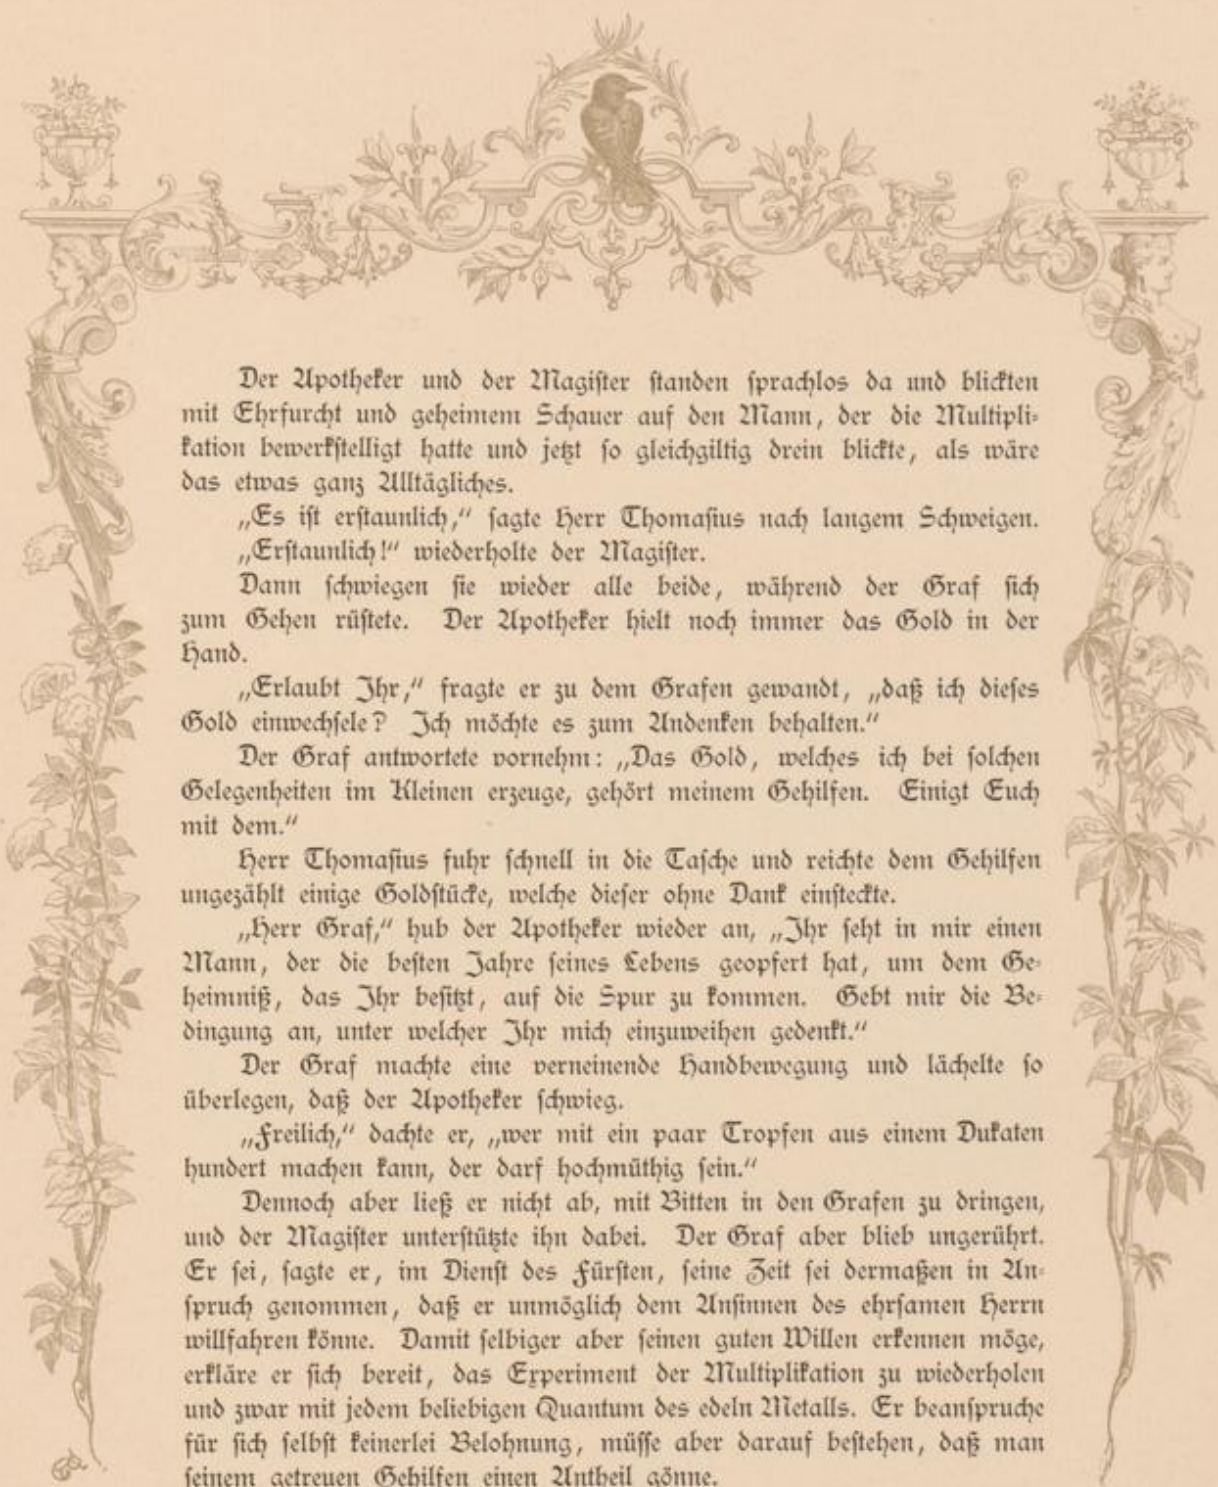 Der Apotheker und der Magister standen sprachlos da und blickten
mit Ehrfurcht und geheimem Schauer auf den Mann, der die Multipli-
kation bewerkstelligt hatte und jetzt so gleichgiltig drein blickte, als wäre
das etwas ganz Alltägliches.
„Es ist erstaunlich,“ sagte Herr Thomasius nach langem Schweigen.
„Erstaunlich!“ wiederholte der Magister.
Dann schwiegen sie wieder alle beide, während der Graf sich
zum Gehen rüstete. Der Apotheker hielt noch immer das Gold in der
Hand.
„Erlaubt Ihr,“ fragte er zu dem Grafen gewandt, „daß ich dieses
Gold einwechsele? Ich möchte es zum Andenken behalten.“
Der Graf antwortete vornehm: „Das Gold, welches ich bei solchen
Gelegenheiten im Kleinen erzeuge, gehört meinem Gehilfen. Einigt Euch
mit dem.“
Herr Thomasius fuhr schnell in die Tasche und reichte dem Gehilfen
ungezählt einige Goldstücke, welche dieser ohne Dank einsteckte.
„Herr Graf,“ hub der Apotheker wieder an, „Ihr seht in mir einen
Mann, der die besten Jahre seines Lebens geopfert hat, um dem Ge-
heimniß, das Ihr besitzt, auf die Spur zu kommen. Gebt mir die Be-
dingung an, unter welcher Ihr mich einzuweihen gedenkt.“
Der Graf machte eine verneinende Handbewegung und lächelte so
überlegen, daß der Apotheker schwieg.
„Freilich,“ dachte er, „wer mit ein paar Tropfen aus einem Dukaten
hundert machen kann, der darf hochmüthig sein.“
Dennoch aber ließ er nicht ab, mit Bitten in den Grafen zu dringen,
und der Magister unterstützte ihn dabei. Der Graf aber blieb ungerührt.
Er sei, sagte er, im Dienst des Fürsten, seine Zeit sei dermaßen in An-
spruch genommen, daß er unmöglich dem Ansinnen des ehrsamen Herrn
willfahren könne. Damit selbiger aber seinen guten Willen erkennen möge,
erkläre er sich bereit, das Experiment der Multiplikation zu wiederholen
und zwar mit jedem beliebigen Quantum des edeln Metalls. Er beanspruche
für sich selbst keinerlei Belohnung, müsse aber darauf bestehen, daß man
seinem getreuen Gehilfen einen Antheil gönne.